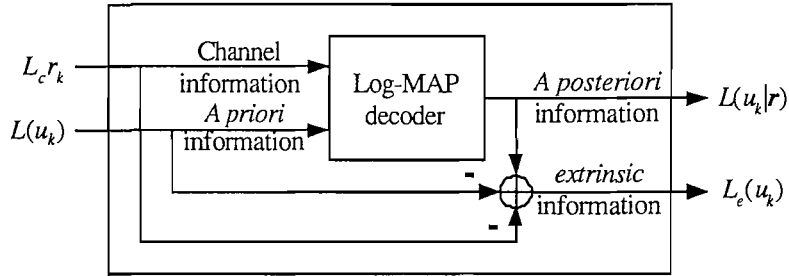 L_c r_k
Channel
information
L(u_k)
A priori
information
Log-MAP
decoder
A posteriori
information
L(u_k|r)
-
extrinsic
information
L_e(u_k)
-